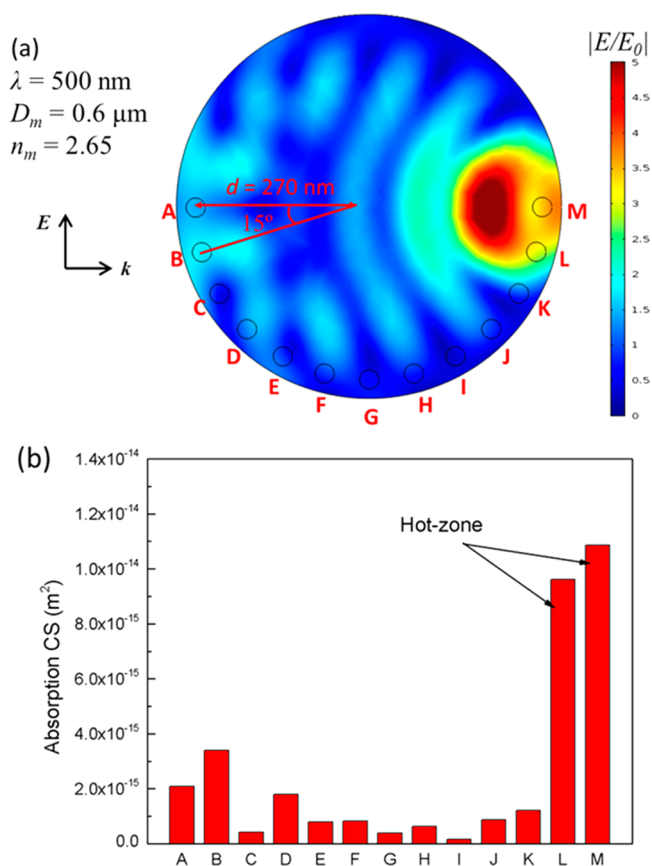 (a)
λ = 500 nm
Dm = 0.6 μm
nm = 2.65
E
k
|E/E0|
5
4.5
4
3.5
3
2.5
2
1.5
1
0.5
0
d = 270 nm
15°
A
B
C
D
E
F
G
H
I
J
K
L
M
(b)
Absorption CS (m²)
1.4x10⁻¹⁴
1.2x10⁻¹⁴
1.0x10⁻¹⁴
8.0x10⁻¹⁵
6.0x10⁻¹⁵
4.0x10⁻¹⁵
2.0x10⁻¹⁵
0.0
Hot-zone
A B C D E F G H I J K L M